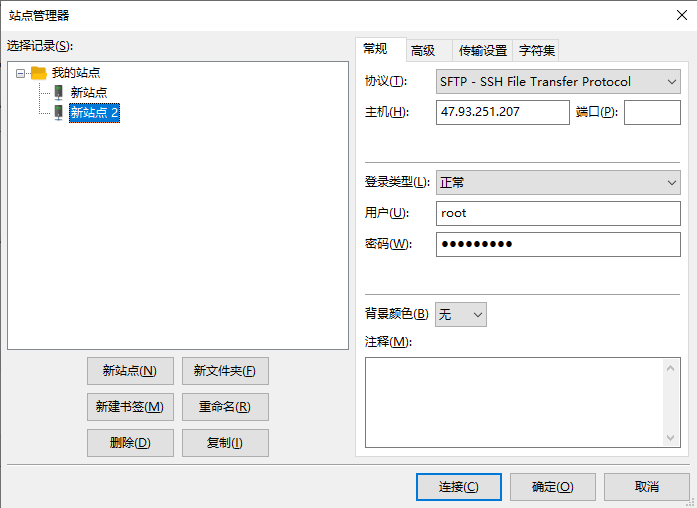 站点管理器
选择记录(S):
我的站点
新站点
新站点 2
新站点(N)
新文件夹(F)
新建书签(M)
重命名(R)
删除(D)
复制(I)
常规
高级
传输设置
字符集
协议(T):
SFTP - SSH File Transfer Protocol
主机(H):
47.93.251.207
端口(P):
登录类型(L):
正常
用户(U):
root
密码(W):
●●●●●●●●●
背景颜色(B)
无
注释(M):
连接(C)
确定(O)
取消